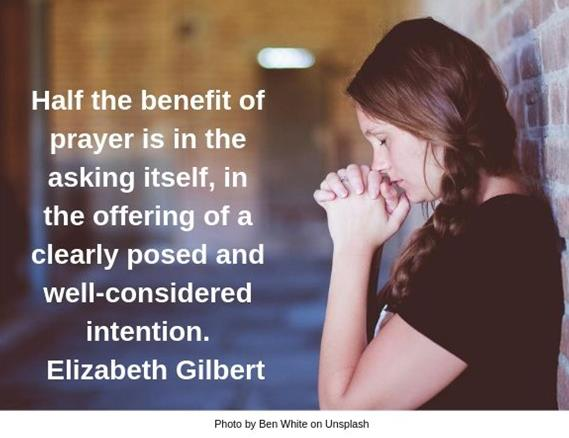 Half the benefit of
prayer is in the
asking itself, in
the offering of a
clearly posed and
well-considered
intention.
Elizabeth Gilbert
Photo by Ben White on Unsplash